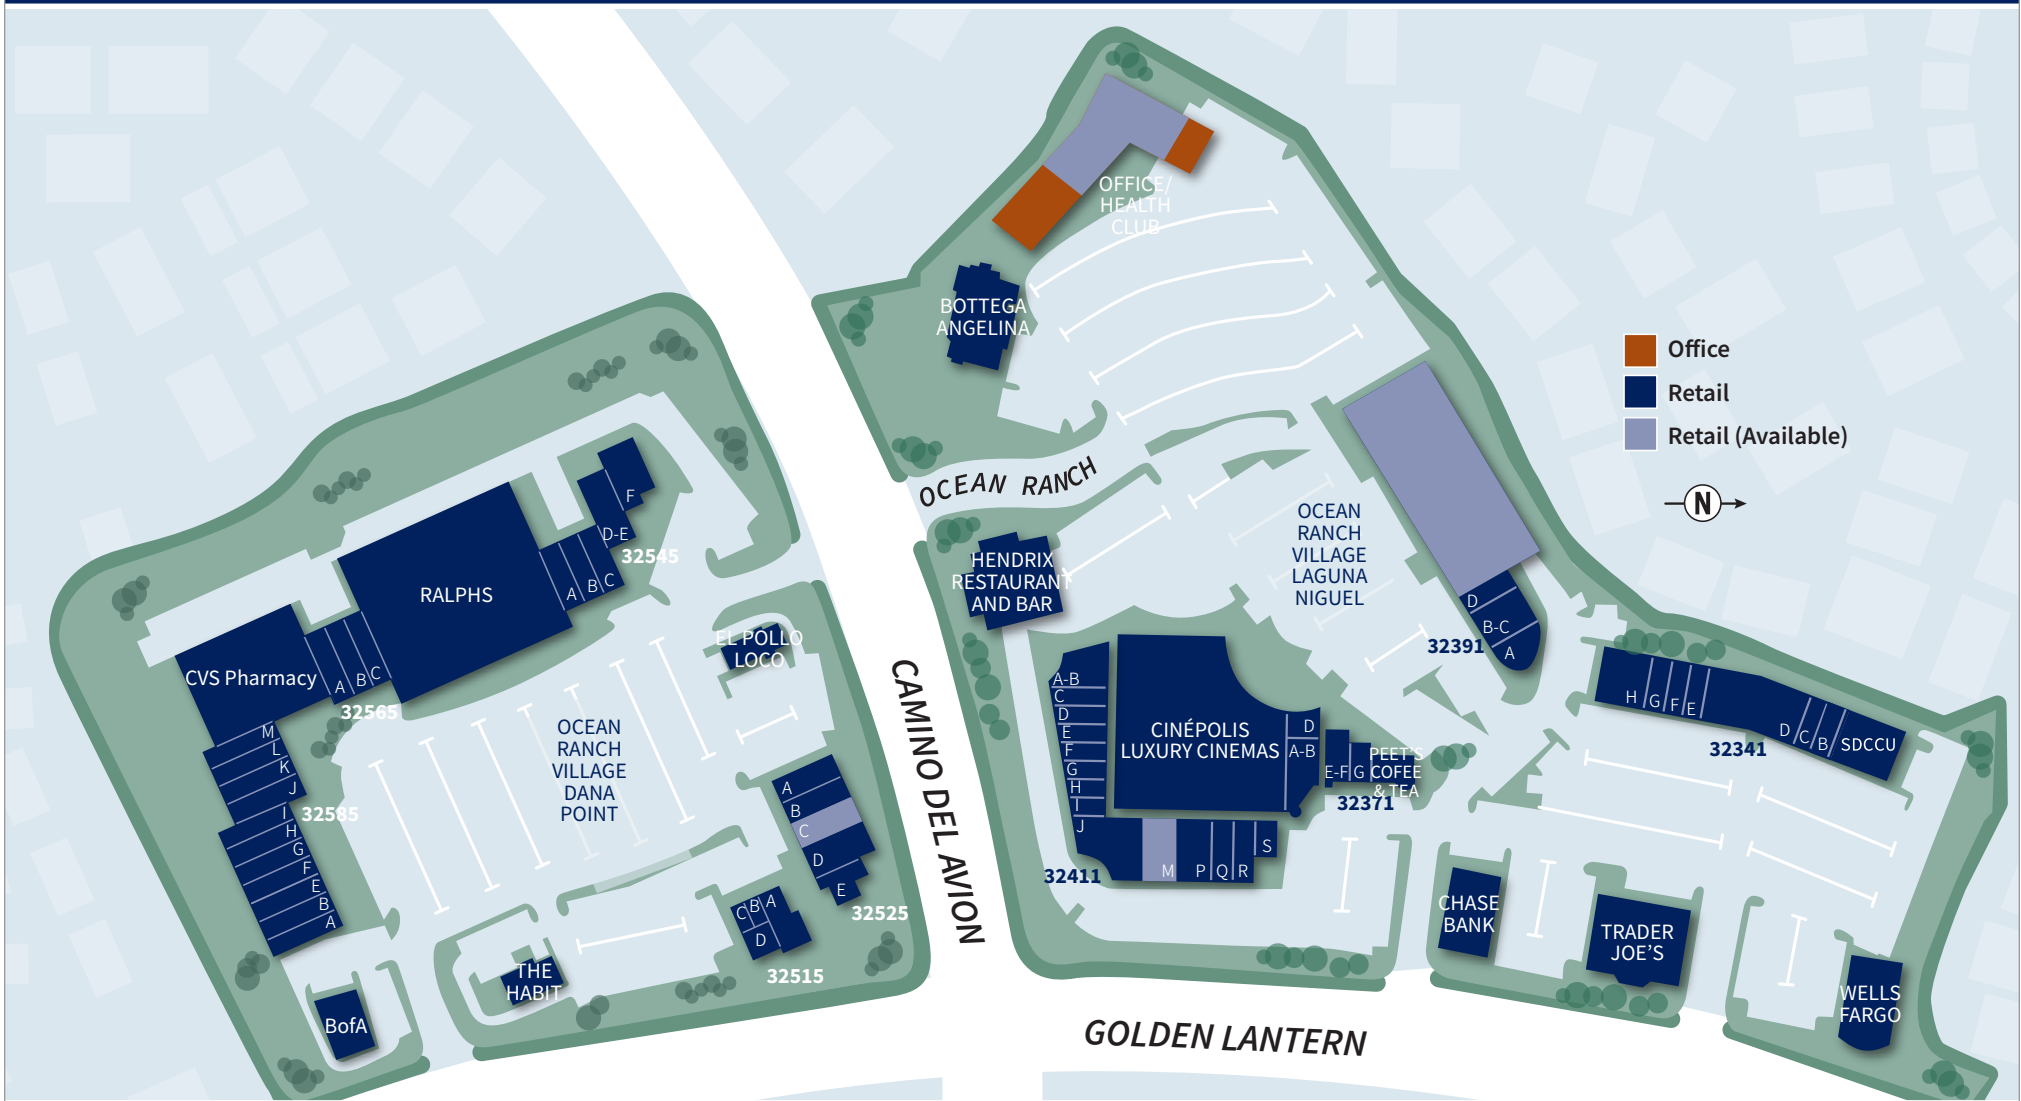 OFFICE/
HEALTH
CLUB
BOTTEGA
ANGELINA
Office
Retail
Retail (Available)
N
OCEAN RANCH
OCEAN
RANCH
VILLAGE
LAGUNA
NIGUEL
HENDRIX
RESTAURANT
AND BAR
D
B-C
A
32391
F
D-E
32545
A
B
C
RALPHS
CVS Pharmacy
A
B
C
32565
EL POLLO
LOCO
OCEAN
RANCH
VILLAGE
DANA
POINT
M
L
K
J
I
H
G
F
E
B
A
32585
A
B
C
D
E
32525
C
B
A
D
32515
THE
HABIT
BofA
CAMINO DEL AVION
A-B
C
D
E
F
G
H
I
J
M
P
Q
R
S
32411
CINÉPOLIS
LUXURY CINEMAS
D
A-B
E-F
G
PEET'S
COFEE
& TEA
32371
H
G
F
E
D
C
B
SDCCU
32341
CHASE
BANK
TRADER
JOE'S
WELLS
FARGO
GOLDEN LANTERN